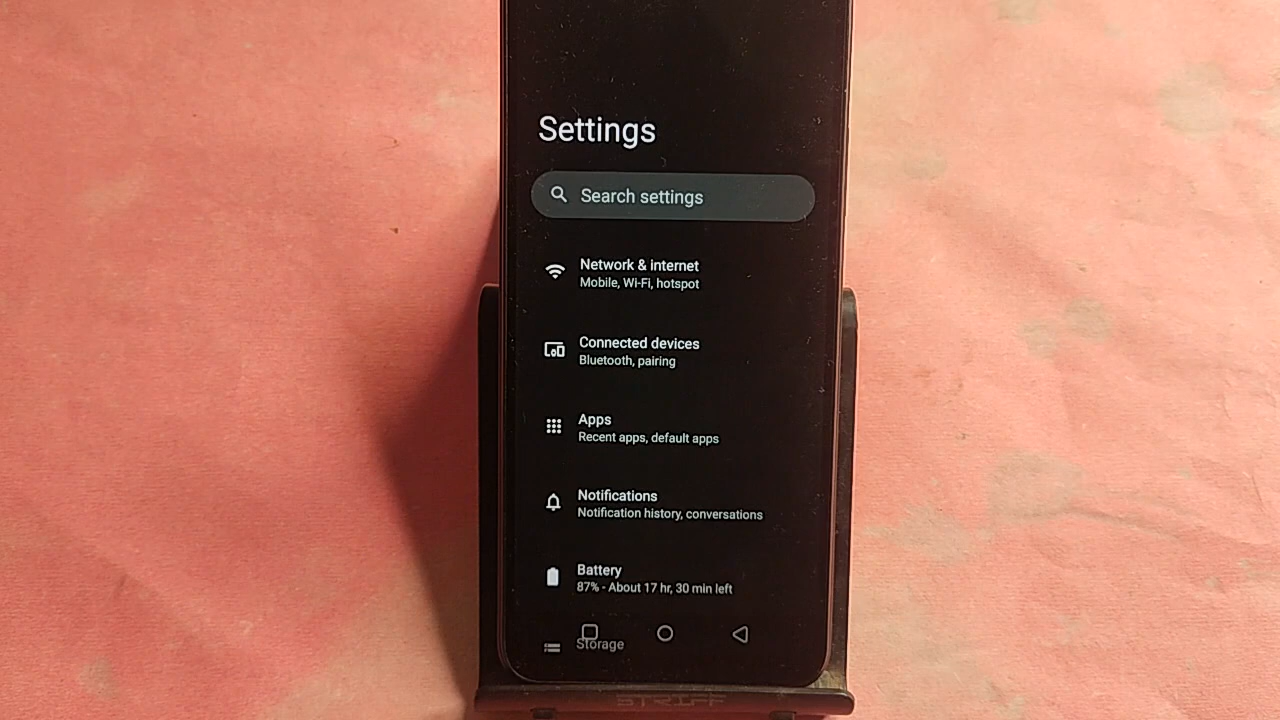 Settings
Search settings
Network & internet
Mobile, Wi-Fi, hotspot
Connected devices
Bluetooth, pairing
Apps
Recent apps, default apps
Notifications
Notification history, conversations
Battery
87% - About 17 hr, 30 min left
Storage
STRIFF